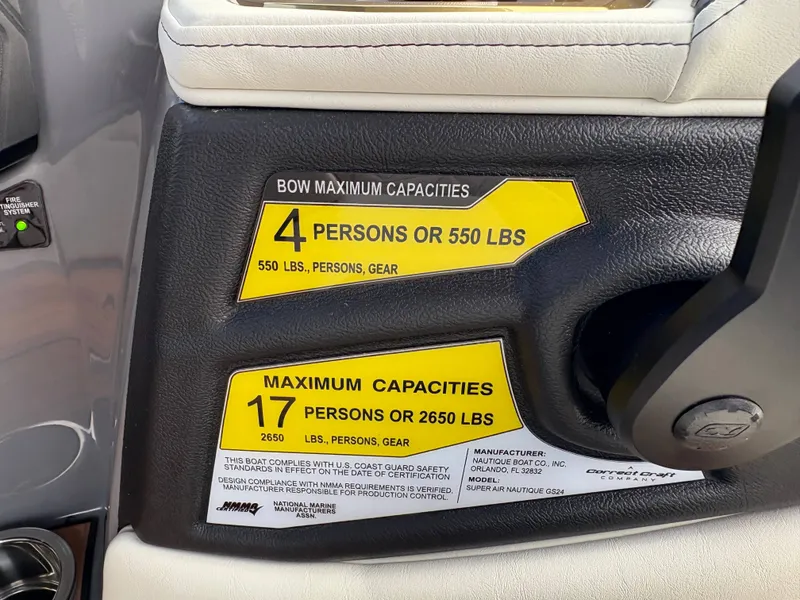 FIRE
TINGUISHER
SYSTEM
BOW MAXIMUM CAPACITIES
4 PERSONS OR 550 LBS
550 LBS., PERSONS, GEAR
MAXIMUM CAPACITIES
17 PERSONS OR 2650 LBS
2650 LBS., PERSONS, GEAR
THIS BOAT COMPLIES WITH U.S. COAST GUARD SAFETY
STANDARDS IN EFFECT ON THE DATE OF CERTIFICATION
DESIGN COMPLIANCE WITH NMMA REQUIREMENTS IS VERIFIED.
MANUFACTURER RESPONSIBLE FOR PRODUCTION CONTROL.
NMMA
CERTIFIED
NATIONAL MARINE
MANUFACTURERS
ASSN.
MANUFACTURER:
NAUTIQUE BOAT CO., INC.
ORLANDO, FL 32832
MODEL:
SUPER AIR NAUTIQUE GS24
Correct Craft
COMPANY